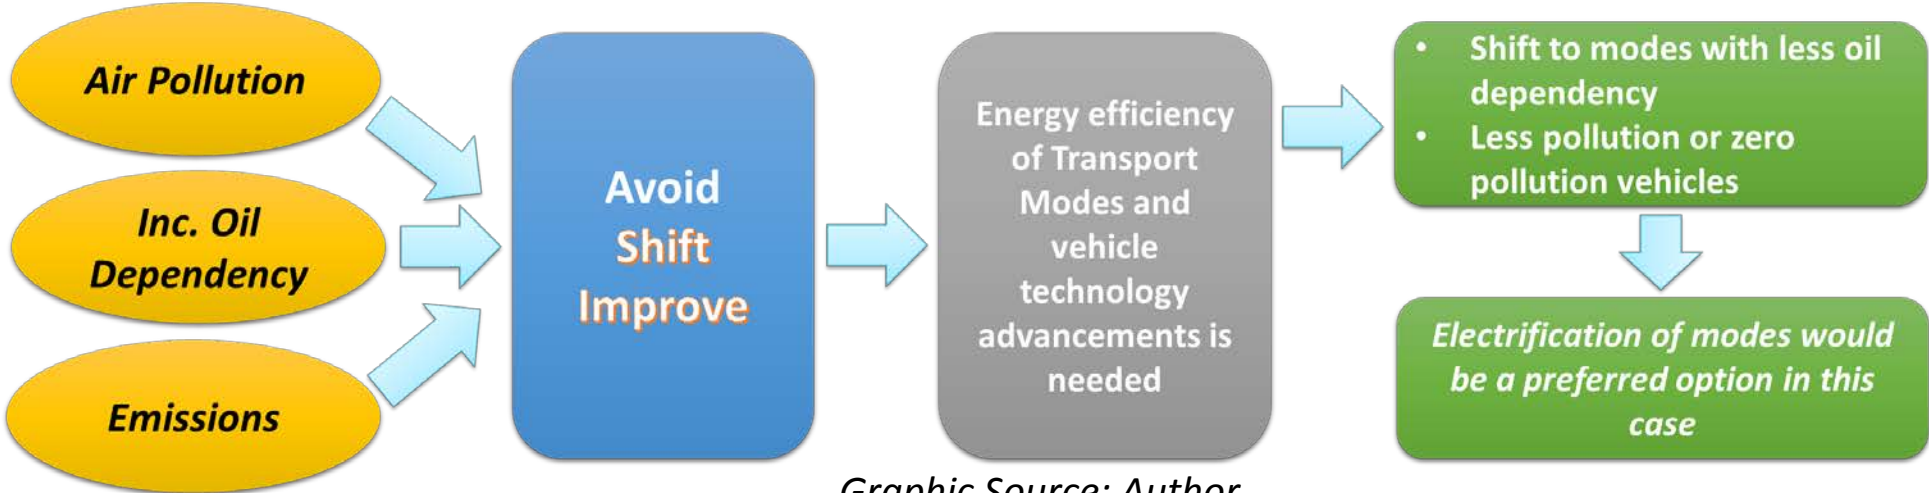 Air Pollution
Inc. Oil
Dependency
Emissions
Avoid
Shift
Improve
Energy efficiency
of Transport
Modes and
vehicle
technology
advancements is
needed
• Shift to modes with less oil
dependency
• Less pollution or zero
pollution vehicles
Electrification of modes would
be a preferred option in this
case
Graphic Source: Author